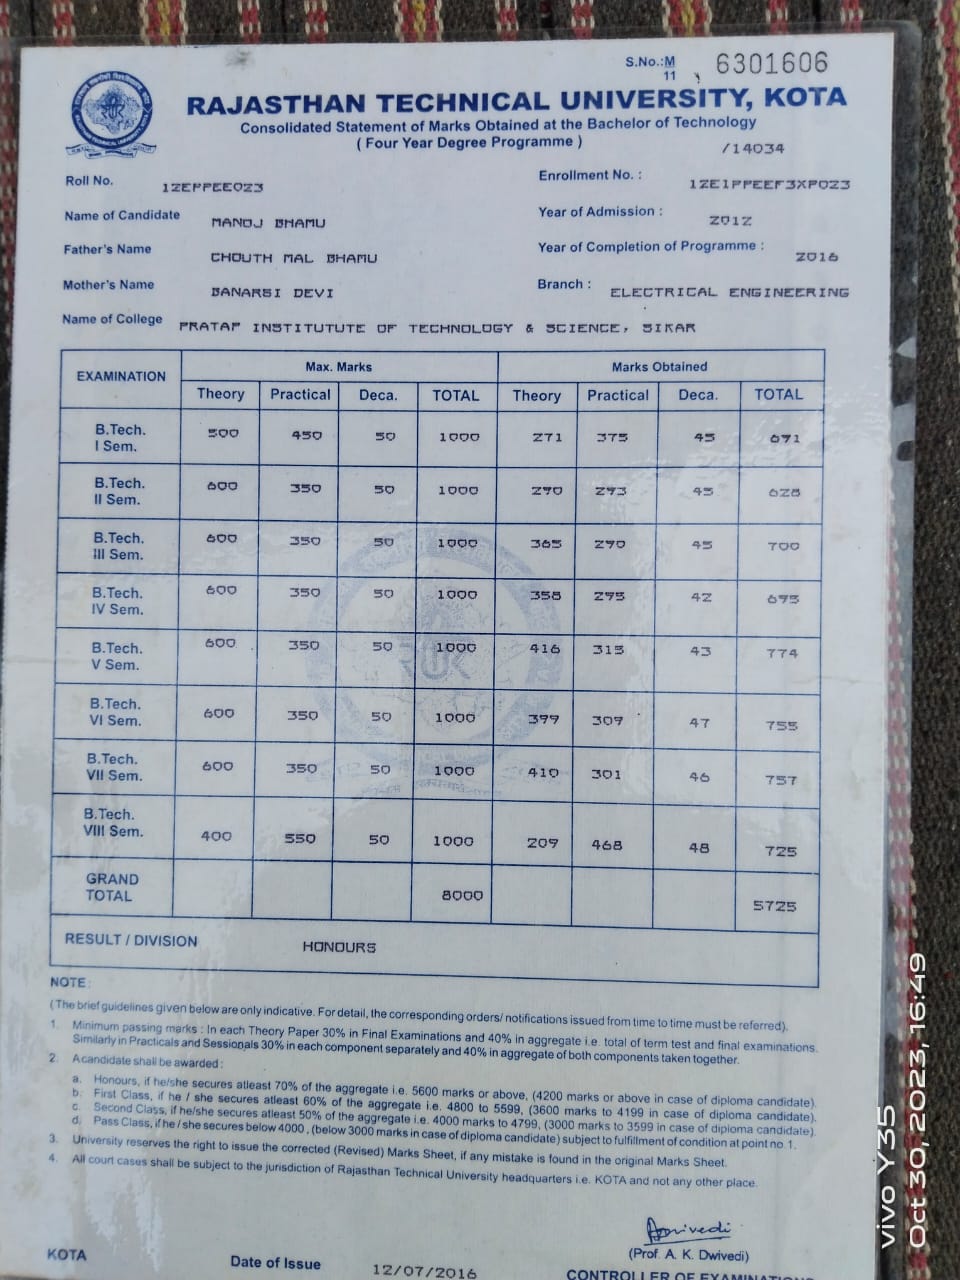 S.No.:M 11 6301606
RAJASTHAN TECHNICAL UNIVERSITY, KOTA
Consolidated Statement of Marks Obtained at the Bachelor of Technology
( Four Year Degree Programme )
/14034
Roll No. 12EPPEE023
Enrollment No. : 12E1PPEEF3XP023
Name of Candidate MANOJ BHAMU
Year of Admission : 2012
Father's Name CHOUTH MAL BHAMU
Year of Completion of Programme : 2016
Mother's Name BANARSI DEVI
Branch : ELECTRICAL ENGINEERING
Name of College PRATAP INSTITUTUTE OF TECHNOLOGY & SCIENCE, SIKAR
EXAMINATION Max. Marks Marks Obtained
Theory Practical Deca. TOTAL Theory Practical Deca. TOTAL
B.Tech. I Sem. 500 450 50 1000 271 375 45 691
B.Tech. II Sem. 600 350 50 1000 290 293 45 628
B.Tech. III Sem. 600 350 50 1000 365 290 45 700
B.Tech. IV Sem. 600 350 50 1000 358 295 42 695
B.Tech. V Sem. 600 350 50 1000 416 315 43 774
B.Tech. VI Sem. 600 350 50 1000 399 309 47 755
B.Tech. VII Sem. 600 350 50 1000 410 301 46 757
B.Tech. VIII Sem. 400 550 50 1000 209 468 48 725
GRAND TOTAL 8000 5725
RESULT / DIVISION HONOURS
NOTE :
( The brief guidelines given below are only indicative. For detail, the corresponding orders/ notifications issued from time to time must be referred).
1. Minimum passing marks : In each Theory Paper 30% in Final Examinations and 40% in aggregate i.e. total of term test and final examinations.
Similarly in Practicals and Sessionals 30% in each component separately and 40% in aggregate of both components taken together.
2. A candidate shall be awarded :
a. Honours, if he/she secures atleast 70% of the aggregate i.e. 5600 marks or above, (4200 marks or above in case of diploma candidate).
b. First Class, if he / she secures atleast 60% of the aggregate i.e. 4800 to 5599, (3600 marks to 4199 in case of diploma candidate).
c. Second Class, if he/she secures atleast 50% of the aggregate i.e. 4000 marks to 4799, (3000 marks to 3599 in case of diploma candidate).
d. Pass Class, if he / she secures below 4000 , (below 3000 marks in case of diploma candidate) subject to fulfillment of condition at point no 1.
3. University reserves the right to issue the corrected (Revised) Marks Sheet, if any mistake is found in the original Marks Sheet.
4. All court cases shall be subject to the jurisdiction of Rajasthan Technical University headquarters i.e. KOTA and not any other place.
KOTA
Date of Issue 12/07/2016
(Prof. A. K. Dwivedi)
CONTROLLER OF EXAMINATIONS
vivo Y35
Oct 30, 2023, 16:49